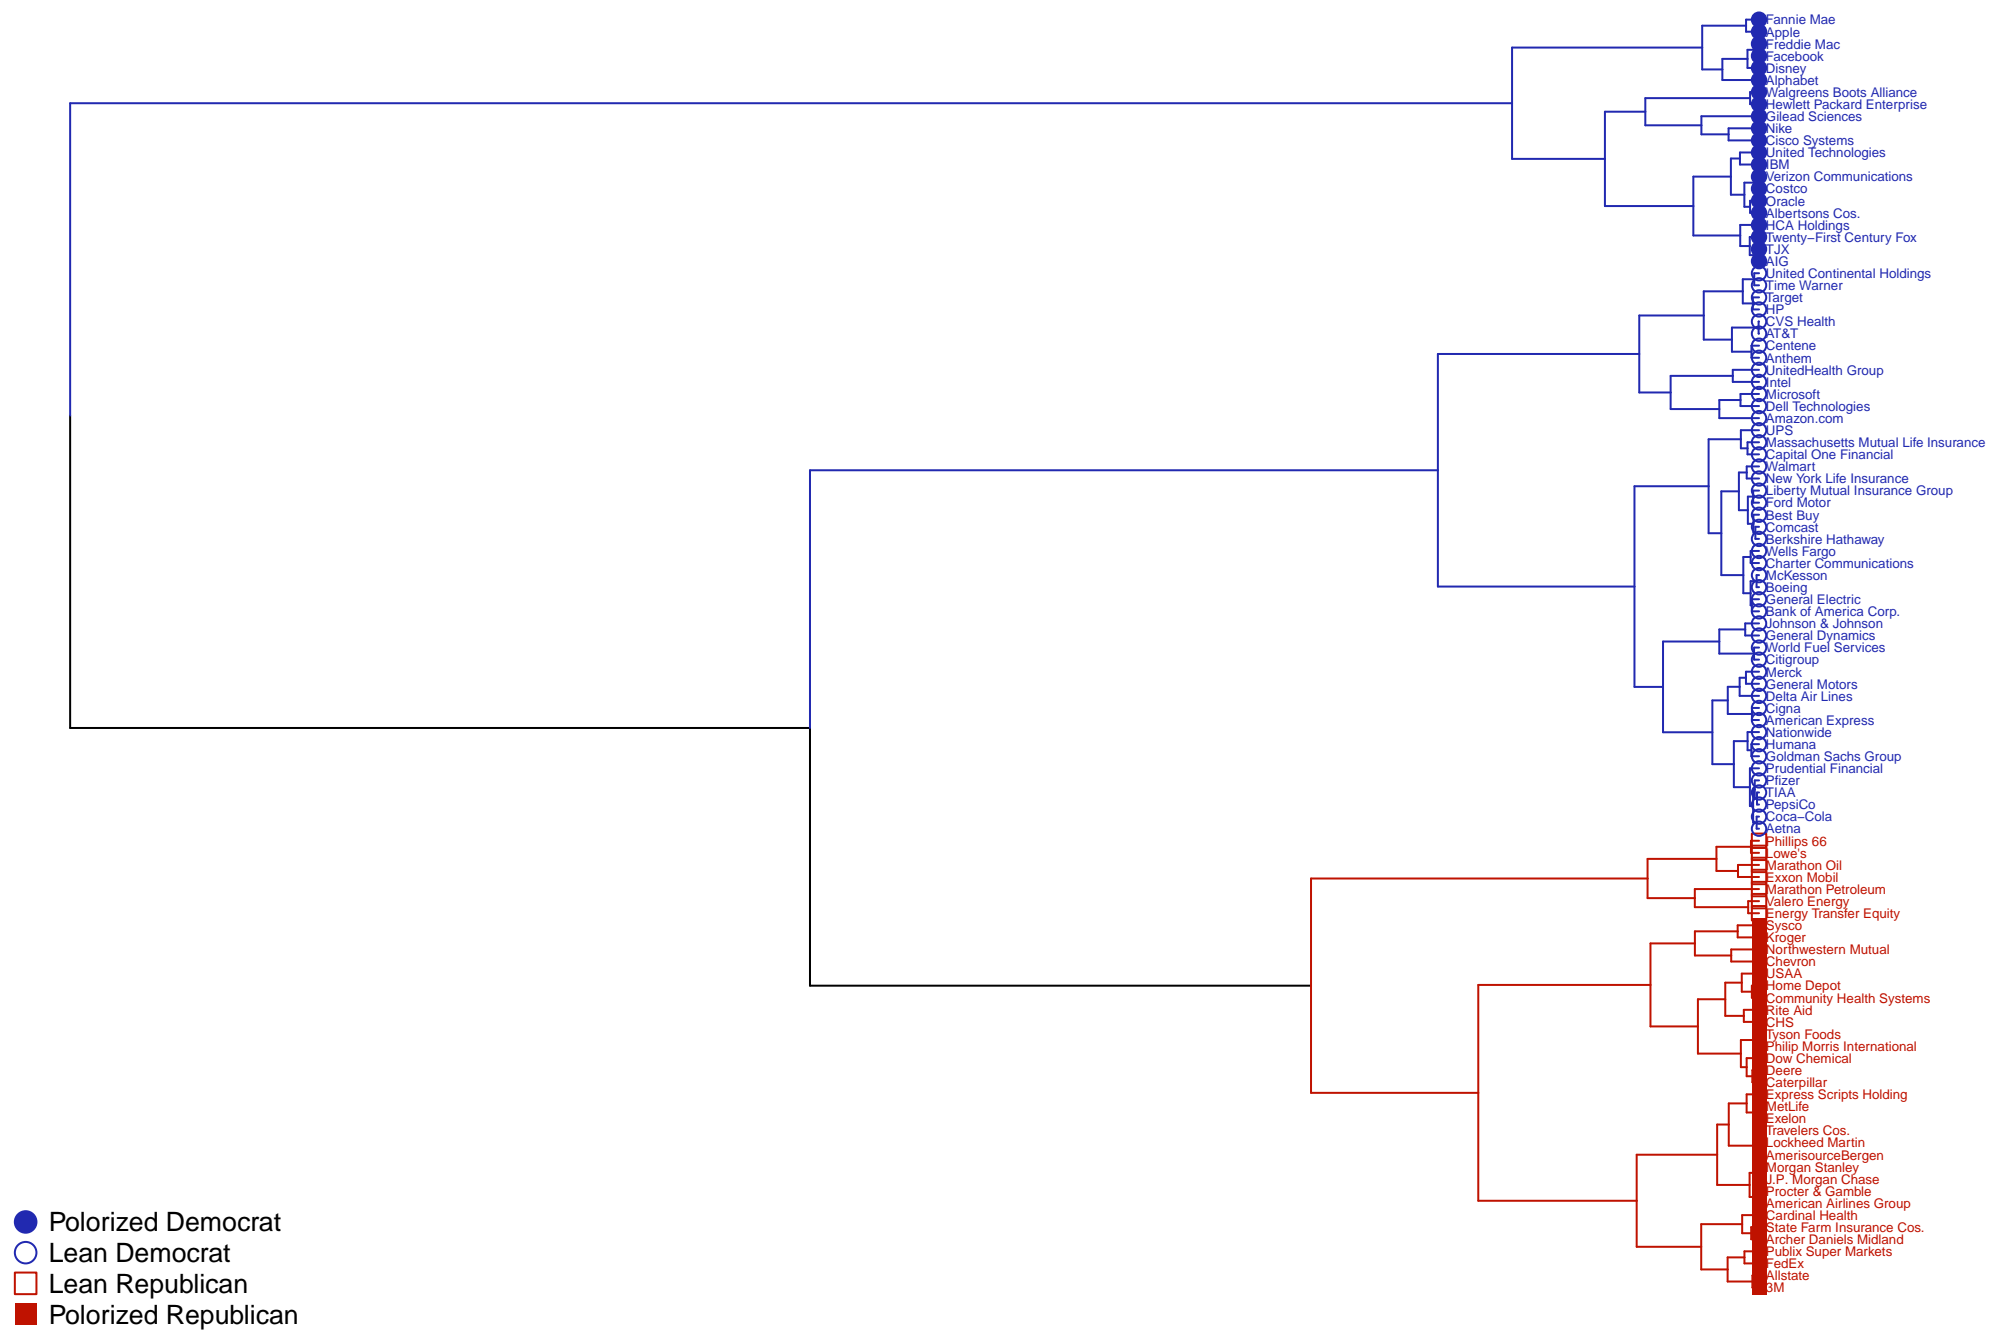 Fannie Mae
Apple
Freddie Mac
Facebook
Disney
Alphabet
Walgreens Boots Alliance
Hewlett Packard Enterprise
Gilead Sciences
Nike
Cisco Systems
United Technologies
IBM
Verizon Communications
Costco
Oracle
Albertsons Cos.
HCA Holdings
Twenty−First Century Fox
TJX
AIG
United Continental Holdings
Time Warner
Target
HP
CVS Health
AT&T
Centene
Anthem
UnitedHealth Group
Intel
Microsoft
Dell Technologies
Amazon.com
UPS
Massachusetts Mutual Life Insurance
Capital One Financial
Walmart
New York Life Insurance
Liberty Mutual Insurance Group
Ford Motor
Best Buy
Comcast
Berkshire Hathaway
Wells Fargo
Charter Communications
McKesson
Boeing
General Electric
Bank of America Corp.
Johnson & Johnson
General Dynamics
World Fuel Services
Citigroup
Merck
General Motors
Delta Air Lines
Cigna
American Express
Nationwide
Humana
Goldman Sachs Group
Prudential Financial
Pfizer
TIAA
PepsiCo
Coca−Cola
Aetna
Phillips 66
Lowe's
Marathon Oil
Exxon Mobil
Marathon Petroleum
Valero Energy
Energy Transfer Equity
Sysco
Kroger
Northwestern Mutual
Chevron
USAA
Home Depot
Community Health Systems
Rite Aid
CHS
Tyson Foods
Philip Morris International
Dow Chemical
Deere
Caterpillar
Express Scripts Holding
MetLife
Exelon
Travelers Cos.
Lockheed Martin
AmerisourceBergen
Morgan Stanley
J.P. Morgan Chase
Procter & Gamble
American Airlines Group
Cardinal Health
State Farm Insurance Cos.
Archer Daniels Midland
Publix Super Markets
FedEx
Allstate
3M
Polorized Democrat
Lean Democrat
Lean Republican
Polorized Republican